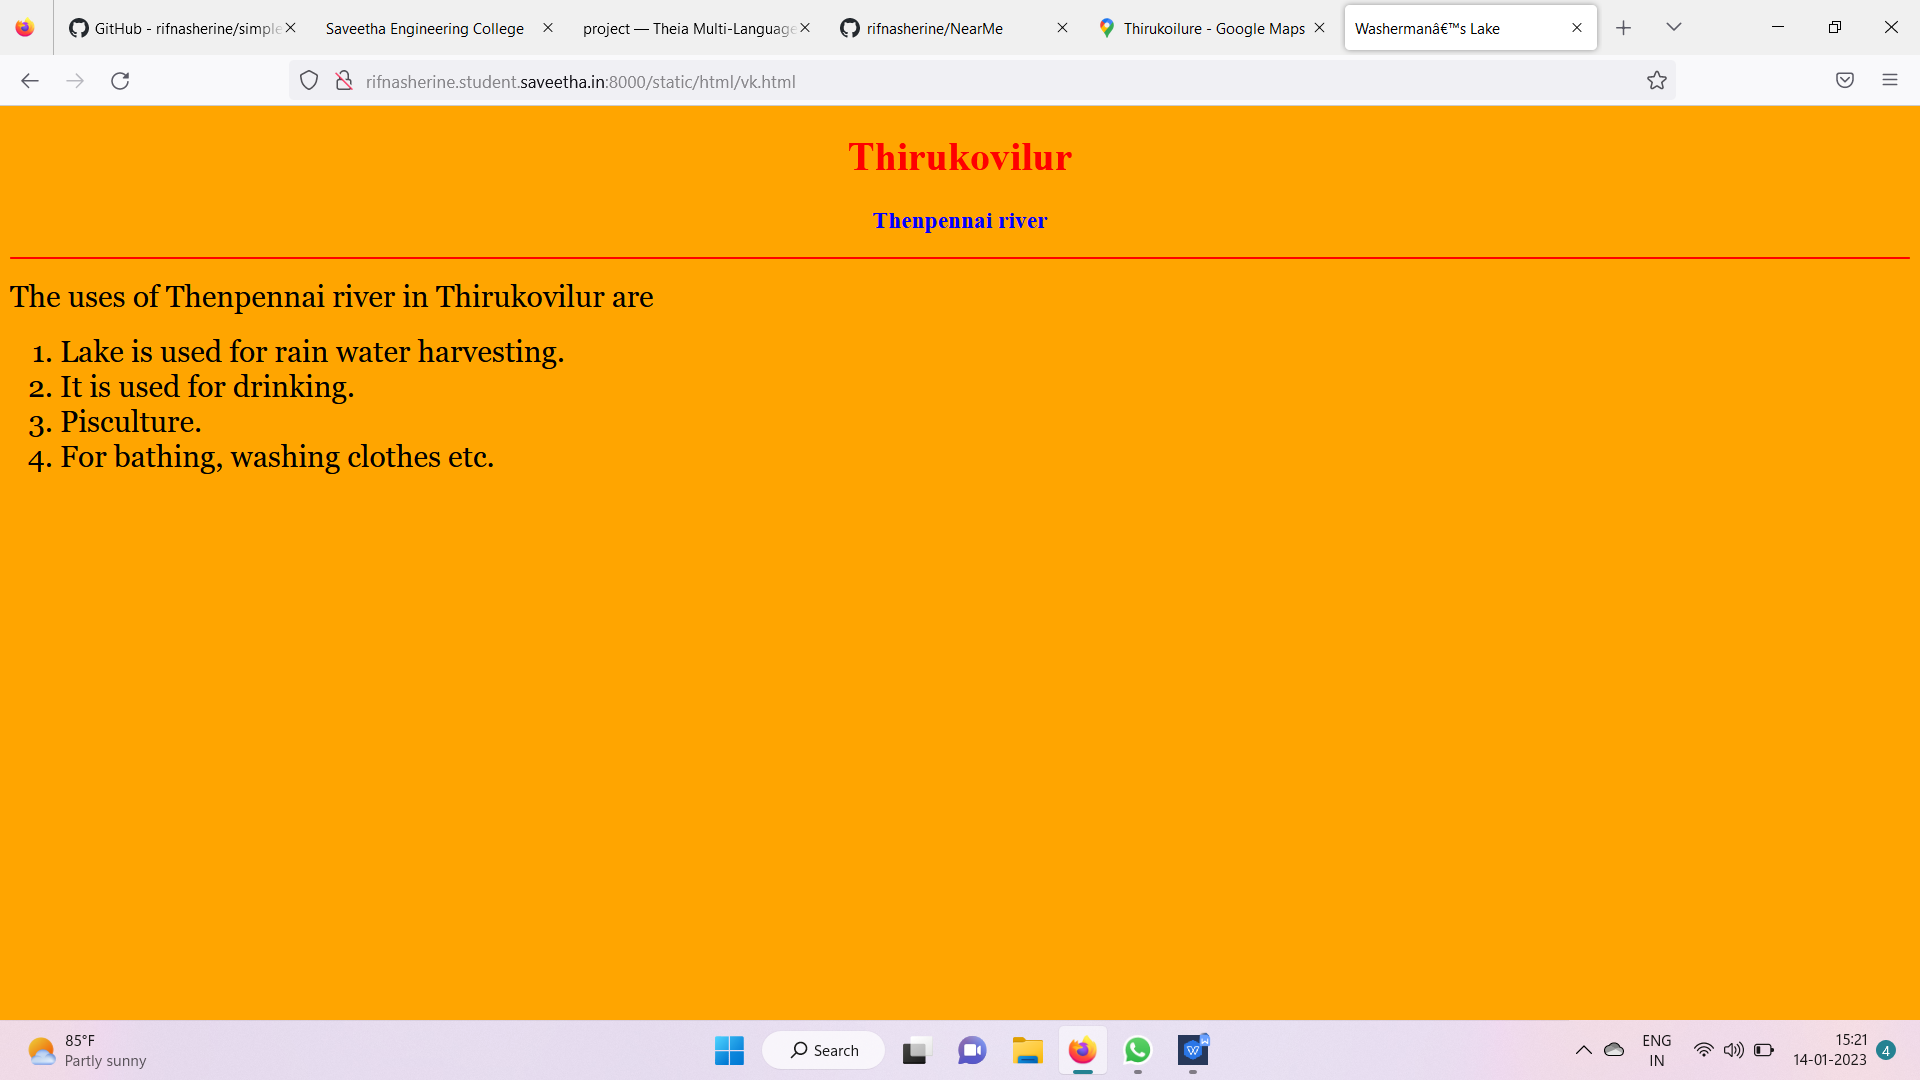 GitHub - rifnasherine/simple
Saveetha Engineering College
project — Theia Multi-Language
rifnasherine/NearMe
Thirukoilure - Google Maps
Washermanâ€™s Lake
rifnasherine.student.saveetha.in:8000/static/html/vk.html
Thirukovilur
Thenpennai river
The uses of Thenpennai river in Thirukovilur are
1. Lake is used for rain water harvesting.
2. It is used for drinking.
3. Pisculture.
4. For bathing, washing clothes etc.
85°F
Partly sunny
Search
ENG
IN
15:21
14-01-2023
4